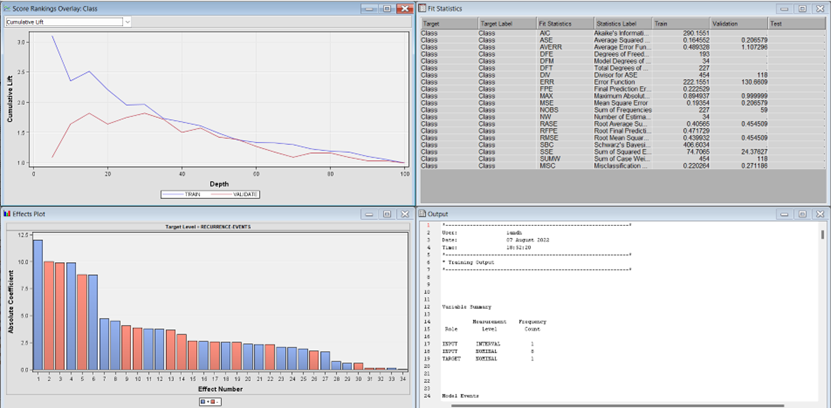 Score Rankings Overlay: Class
Cumulative Lift
Cumulative Lift
3.0
2.5
2.0
1.5
1.0
0 20 40 60 80 100
Depth
TRAIN VALIDATE
Fit Statistics
Target Target Label Fit Statistics Statistics Label Train Validation Test
Class Class AIC Akaike's Informati... 290.1551
Class Class ASE Average Squared ... 0.164552 0.206579
Class Class AVERR Average Error Fun... 0.489328 1.107296
Class Class DFE Degrees of Freed... 193
Class Class DFM Model Degrees of ... 34
Class Class DFT Total Degrees of ... 227
Class Class DIV Divisor for ASE 454 118
Class Class ERR Error Function 222.1551 130.6609
Class Class FPE Final Prediction Er... 0.222529
Class Class MAX Maximum Absolut... 0.894937 0.999999
Class Class MSE Mean Square Error 0.19354 0.206579
Class Class NOBS Sum of Frequencies 227 59
Class Class NW Number of Estima... 34
Class Class RASE Root Average Su... 0.40565 0.454509
Class Class RFPE Root Final Predicti... 0.471729
Class Class RMSE Root Mean Squar... 0.439932 0.454509
Class Class SBC Schwarz's Bayesi... 406.6034
Class Class SSE Sum of Squared E... 74.7065 24.37627
Class Class SUMW Sum of Case Wei... 454 118
Class Class MISC Misclassification ... 0.220264 0.271186
Effects Plot
Target Level = RECURRENCE-EVENTS
Absolute Coefficient
12.5
10.0
7.5
5.0
2.5
0.0
1 2 3 4 5 6 7 8 9 10 11 12 13 14 15 16 17 18 19 20 21 22 23 24 25 26 27 28 29 30 31 32 33 34
Effect Number
+ -
Output
1 *------------------------------------------------------------*
2 User:
3 Date: 07 August 2022
4 Time: 18:52:20
5 *------------------------------------------------------------*
6 * Training Output
7 *------------------------------------------------------------*
8
9
10
11
12 Variable Summary
13
14 Measurement Frequency
15 Role Level Count
16
17 INPUT INTERVAL 1
18 INPUT NOMINAL 8
19 TARGET NOMINAL 1
20
21
22
23
24 Model Events